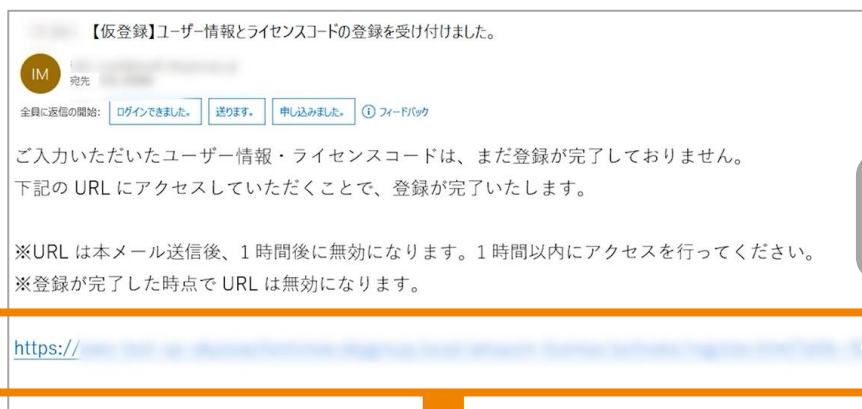 【仮登録】ユーザー情報とライセンスコードの登録を受け付けました。
IM
宛先
全員に返信の開始: ログインできました。 送ります。 申し込みました。 フィードバック
ご入力いただいたユーザー情報・ライセンスコードは、まだ登録が完了しておりません。
下記の URL にアクセスしていただくことで、登録が完了いたします。
※URL は本メール送信後、1 時間後に無効になります。1 時間以内にアクセスを行ってください。
※登録が完了した時点で URL は無効になります。
https://